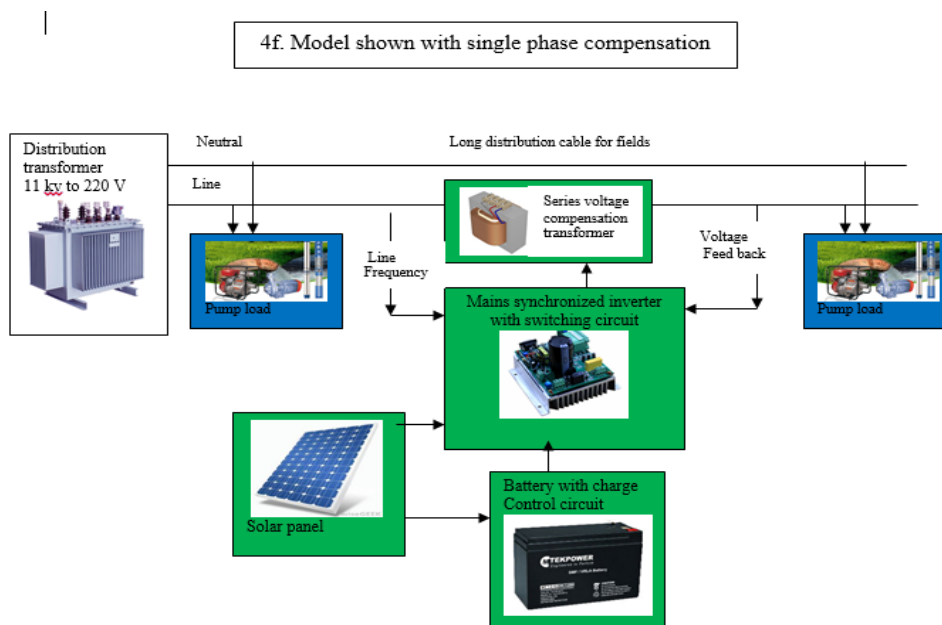 4f. Model shown with single phase compensation
Neutral
Long distribution cable for fields
Distribution
transformer
11 kv to 220 V
Line
Series voltage
compensation
transformer
Line
Frequency
Voltage
Feed back
Pump load
Mains synchronized inverter
with switching circuit
Pump load
Solar panel
Battery with charge
Control circuit
TEKPOWER